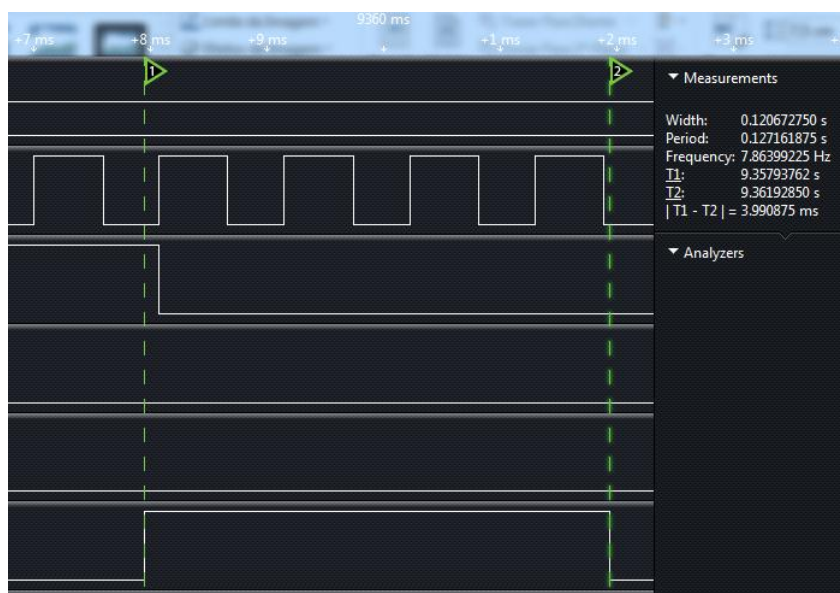 9360 ms
+7 ms +8 ms +9 ms +1 ms +2 ms +3 ms
1 2
▼ Measurements
Width: 0.120672750 s
Period: 0.127161875 s
Frequency: 7.86399225 Hz
T1: 9.35793762 s
T2: 9.36192850 s
| T1 - T2 | = 3.990875 ms
▼ Analyzers